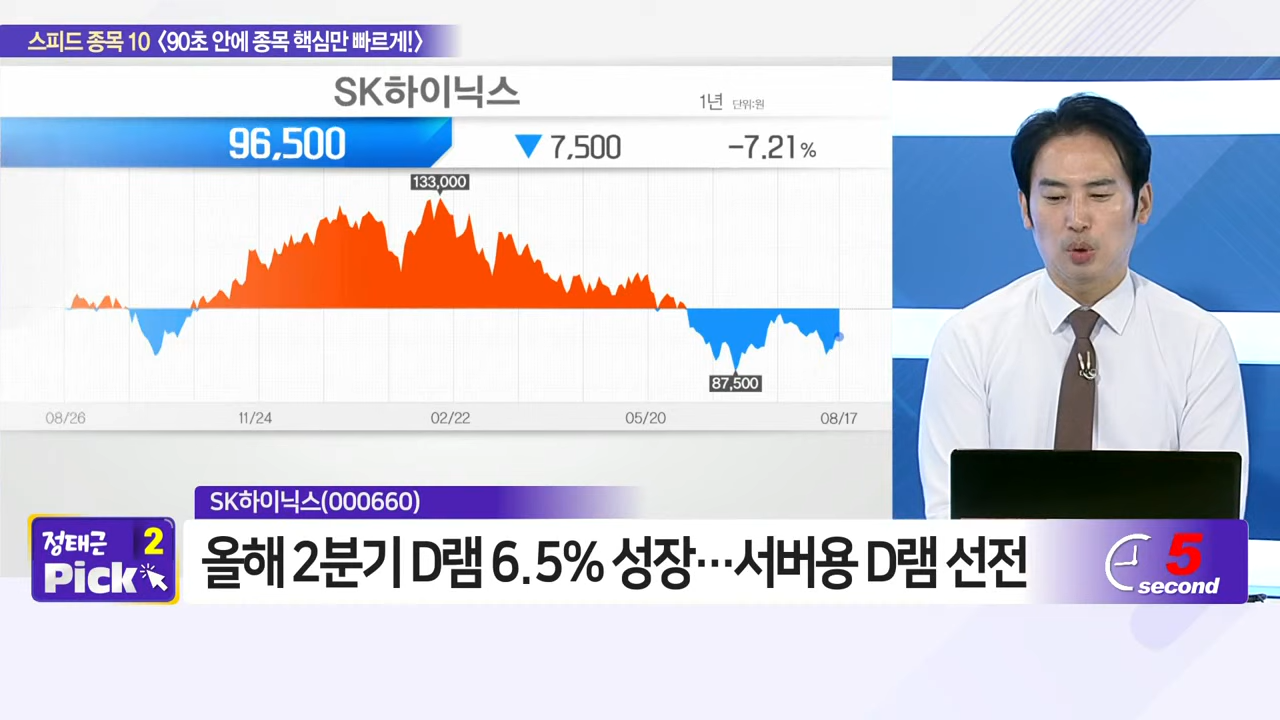 스피드 종목 10 〈90초 안에 종목 핵심만 빠르게!〉
SK하이닉스
1년 단위:원
96,500 ▼ 7,500 -7.21%
133,000
87,500
08/26 11/24 02/22 05/20 08/17
SK하이닉스(000660)
정태근 2
Pick
올해 2분기 D램 6.5% 성장…서버용 D램 선전
5
second